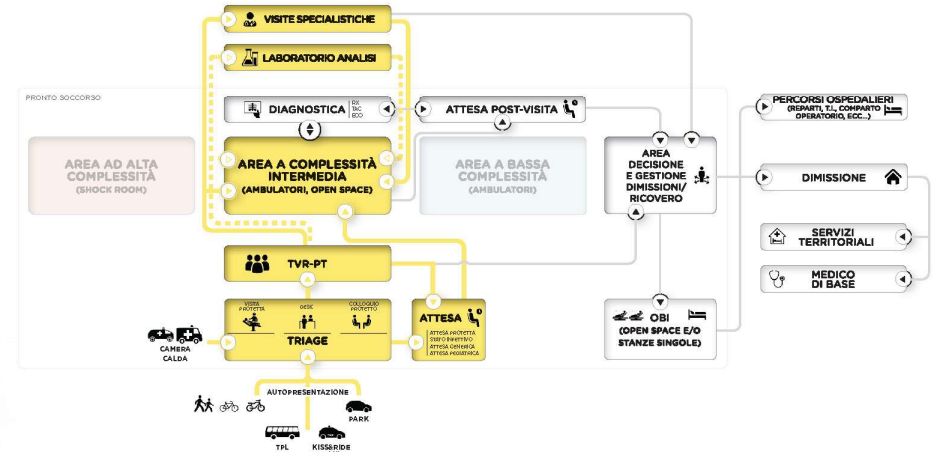 VISITE SPECIALISTICHE
LABORATORIO ANALISI
PRONTO SOCCORSO
DIAGNOSTICA
RX
TAC
ECO
ATTESA POST-VISITA
PERCORSI OSPEDALIERI
(REPARTI, T.I., COMPARTO
OPERATORIO, ECC...)
AREA AD ALTA
COMPLESSITÀ
(SHOCK ROOM)
AREA A COMPLESSITÀ
INTERMEDIA
(AMBULATORI, OPEN SPACE)
AREA A BASSA
COMPLESSITÀ
(AMBULATORI)
AREA
DECISIONE
E GESTIONE
DIMISSIONI/
RICOVERO
DIMISSIONE
SERVIZI
TERRITORIALI
MEDICO
DI BASE
TVR-PT
VISITA
PROTETTA
DESK
COLLOQUIO
PROTETTO
TRIAGE
ATTESA
ATTESA PROTETTA
STATO INFETTIVO
ATTESA GENERICA
ATTESA PEDIATRICA
OBI
(OPEN SPACE E/O
STANZE SINGOLE)
CAMERA
CALDA
AUTOPRESENTAZIONE
PARK
TPL
KISS&RIDE